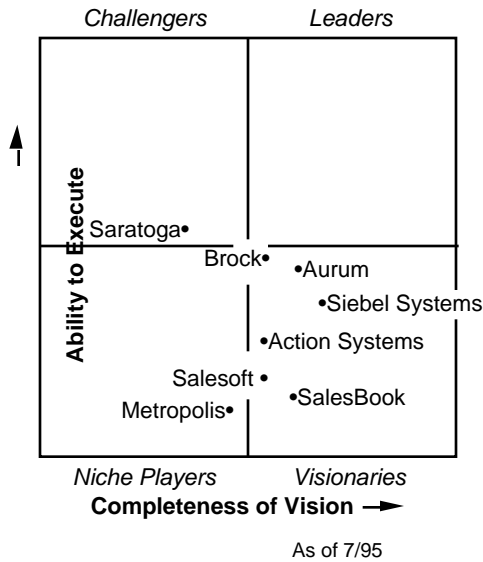 Challengers Leaders
Ability to Execute
Saratoga•
Brock•
•Aurum
•Siebel Systems
•Action Systems
Salesoft •
•SalesBook
Metropolis•
Niche Players Visionaries
Completeness of Vision
As of 7/95